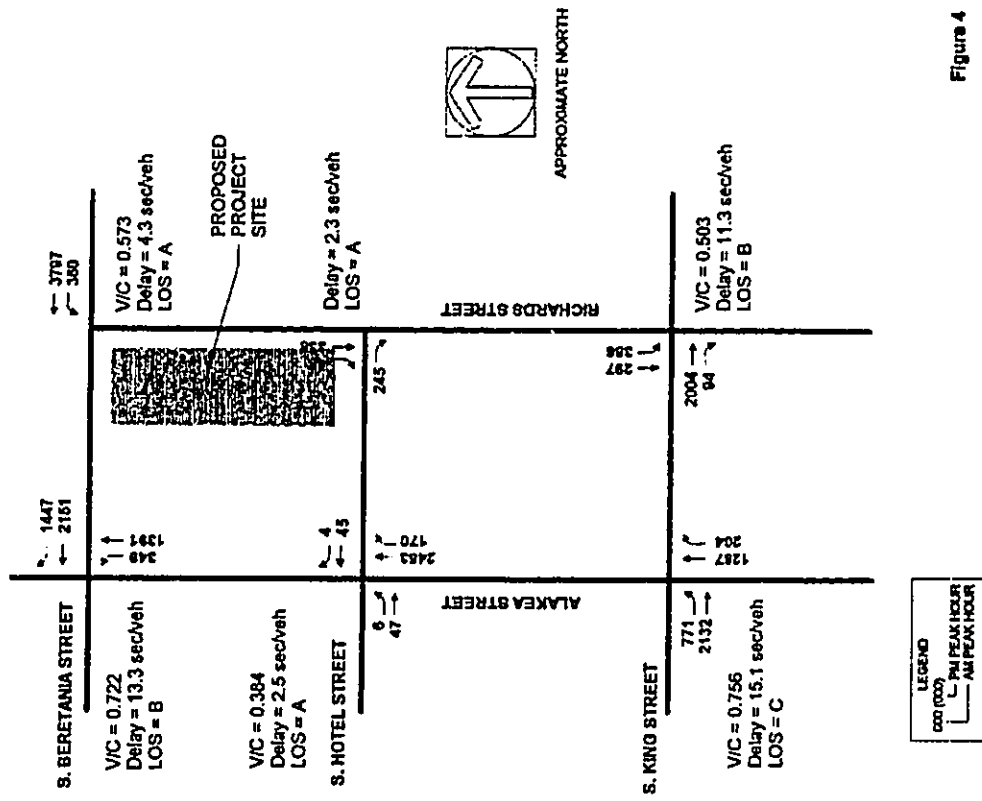 3797
350
V/C = 0.573
Delay = 4.3 sec/veh
LOS = A
PROPOSED
PROJECT
SITE
1447
2151
S. BERETANIA STREET
348
1391
V/C = 0.722
Delay = 13.3 sec/veh
LOS = B
Delay = 2.3 sec/veh
LOS = A
4
45
245
V/C = 0.384
Delay = 2.5 sec/veh
LOS = A
S. HOTEL STREET
6
47
2453
170
ALAKEA STREET
RICHARDS STREET
APPROXIMATE NORTH
297
2004
94
V/C = 0.503
Delay = 11.3 sec/veh
LOS = B
S. KING STREET
1287
204
771
2132
V/C = 0.756
Delay = 15.1 sec/veh
LOS = C
LEGEND
PM PEAK HOUR
AM PEAK HOUR
Figure 4